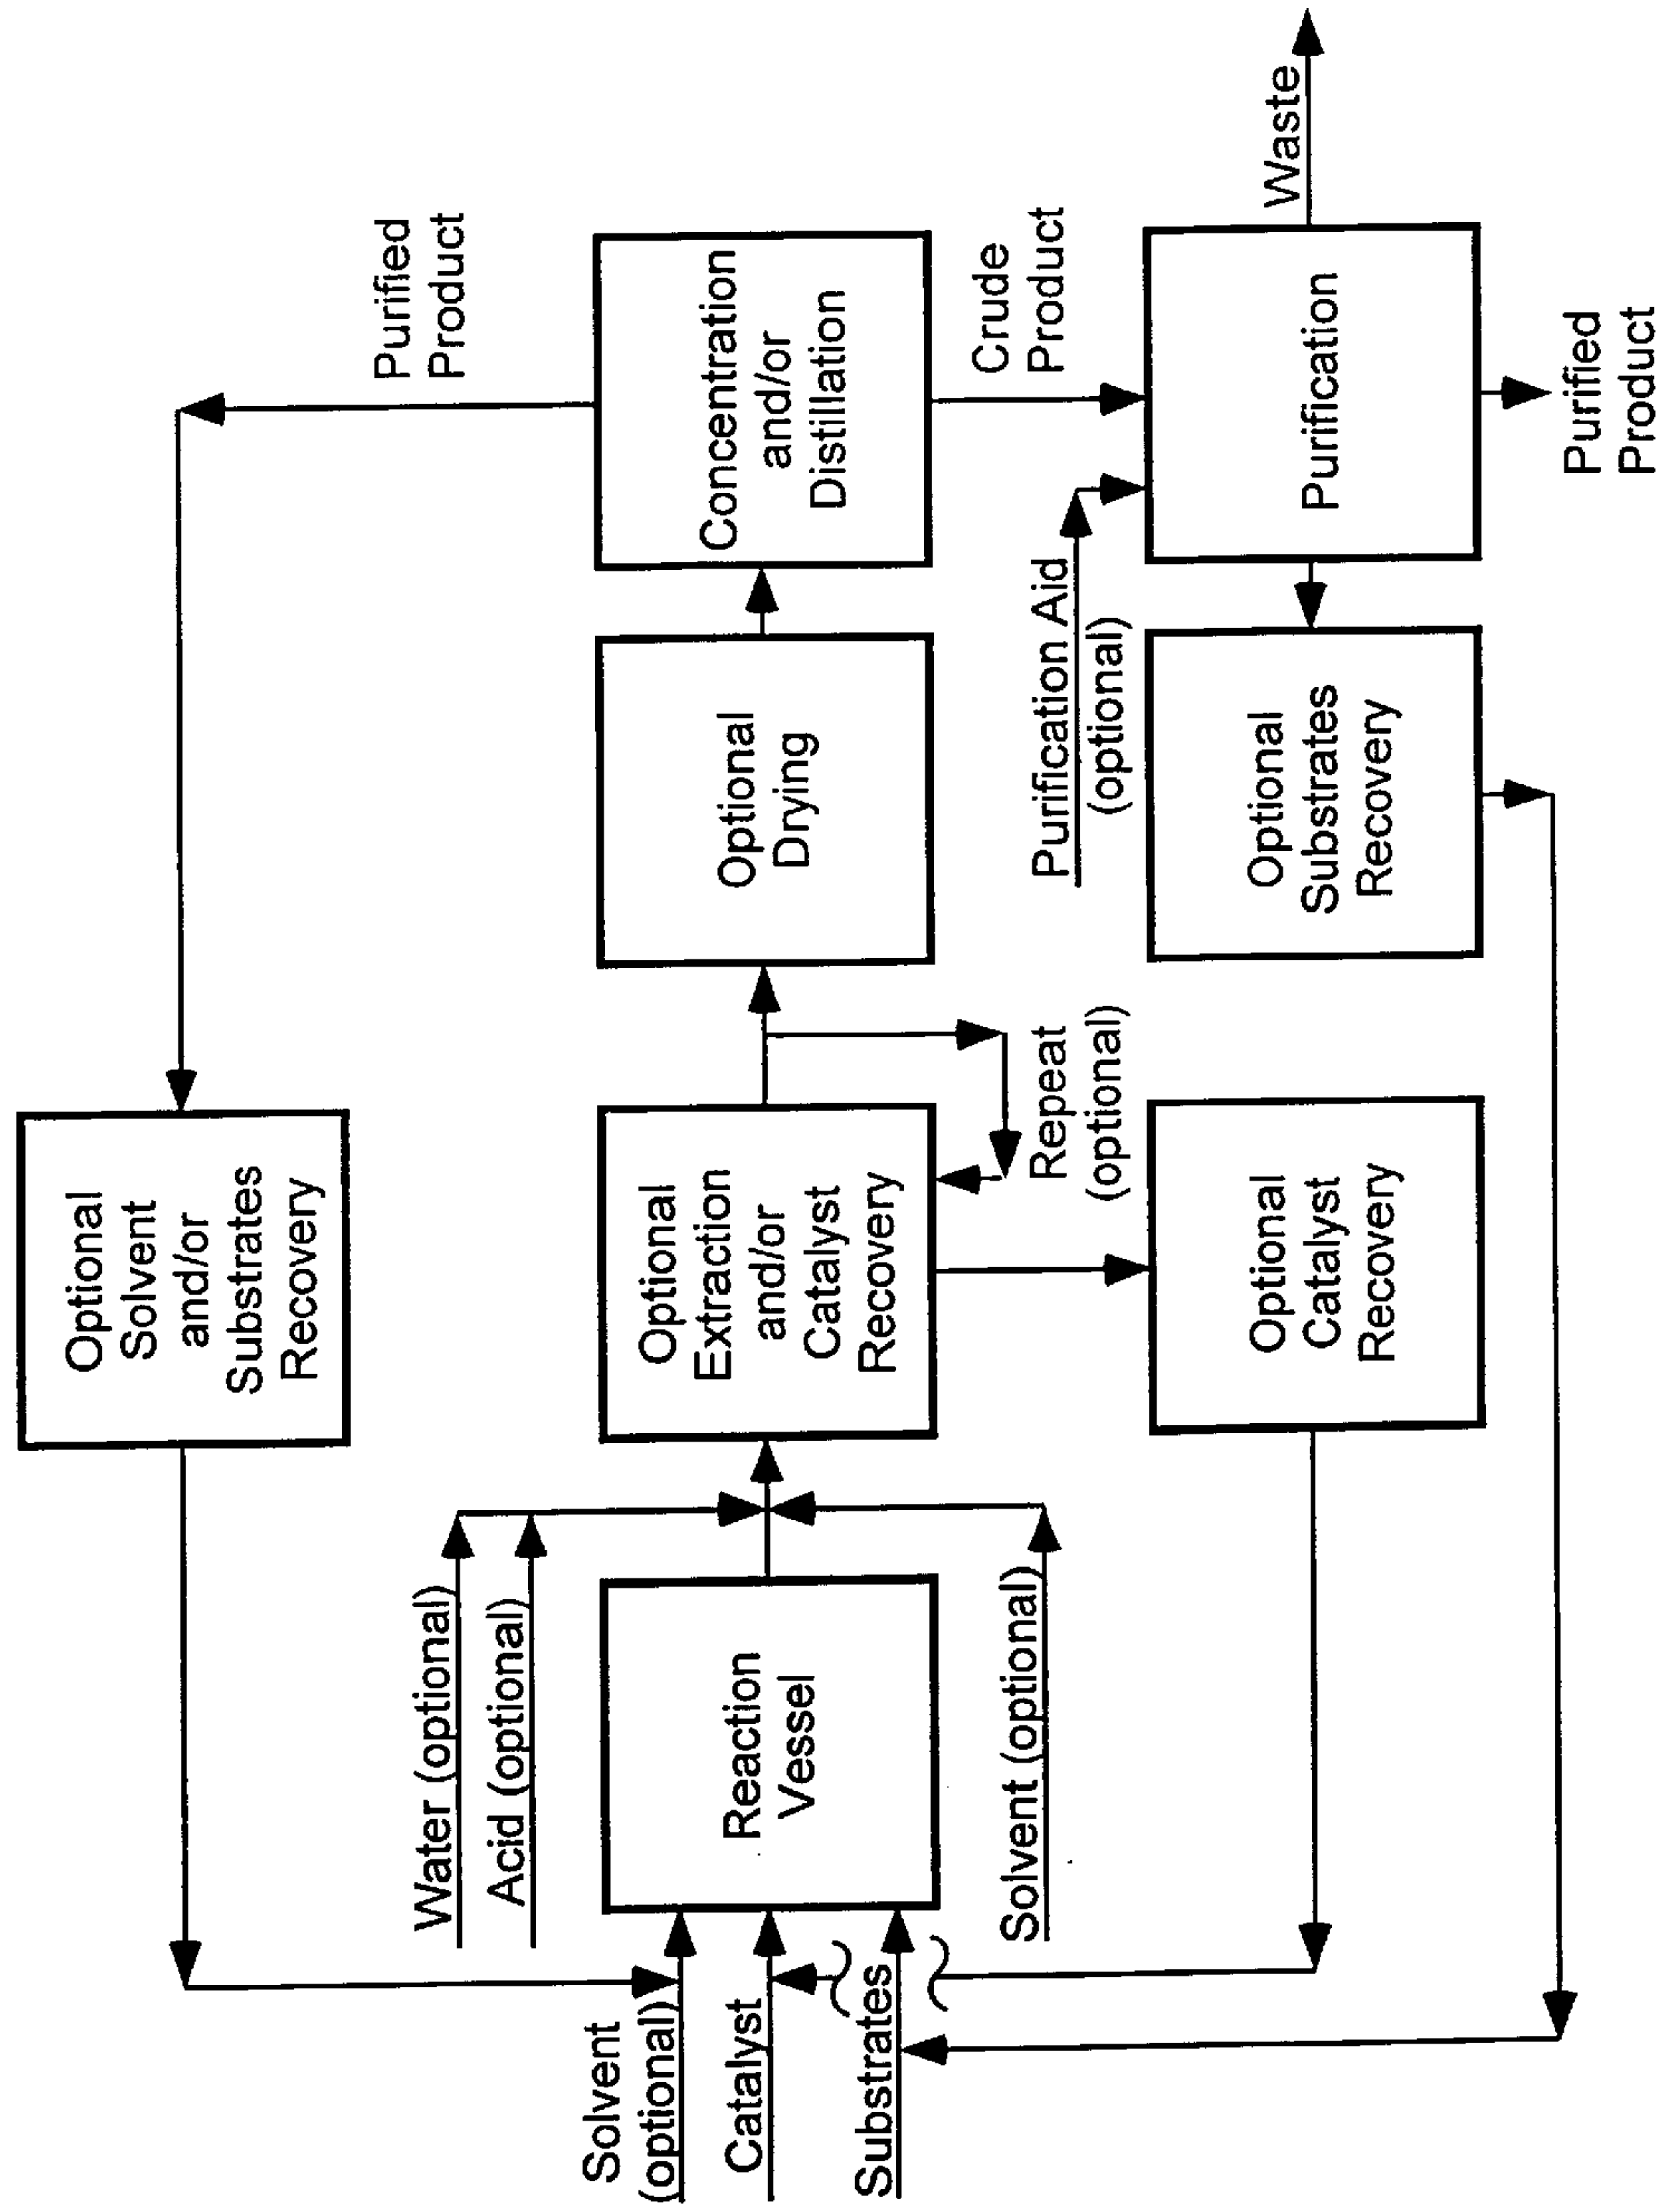 Optional
Solvent
and/or
Substrates
Recovery
Purified
Product
Water (optional)
Acid (optional)
Solvent
(optional)
Catalyst
Substrates
Reaction
Vessel
Solvent (optional)
Optional
Extraction
and/or
Catalyst
Recovery
Repeat
(optional)
Optional
Drying
Concentration
and/or
Distillation
Crude
Product
Purification Aid
(optional)
Optional
Catalyst
Recovery
Optional
Substrates
Recovery
Purification
Waste
Purified
Product